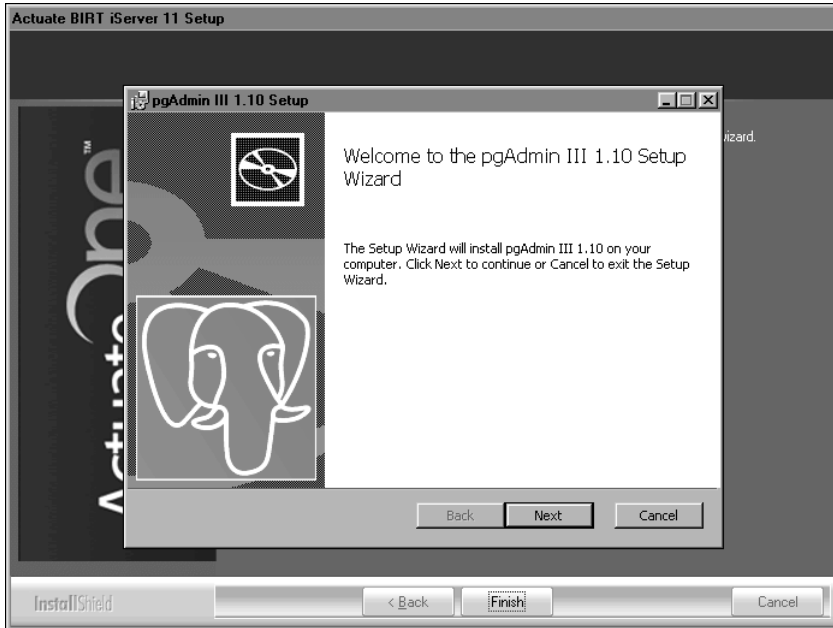 Actuate BIRT iServer 11 Setup
pgAdmin III 1.10 Setup
Welcome to the pgAdmin III 1.10 Setup
Wizard
The Setup Wizard will install pgAdmin III 1.10 on your
computer. Click Next to continue or Cancel to exit the Setup
Wizard.
Back Next Cancel
wizard.
ActuateOne™
InstallShield
< Back Finish Cancel